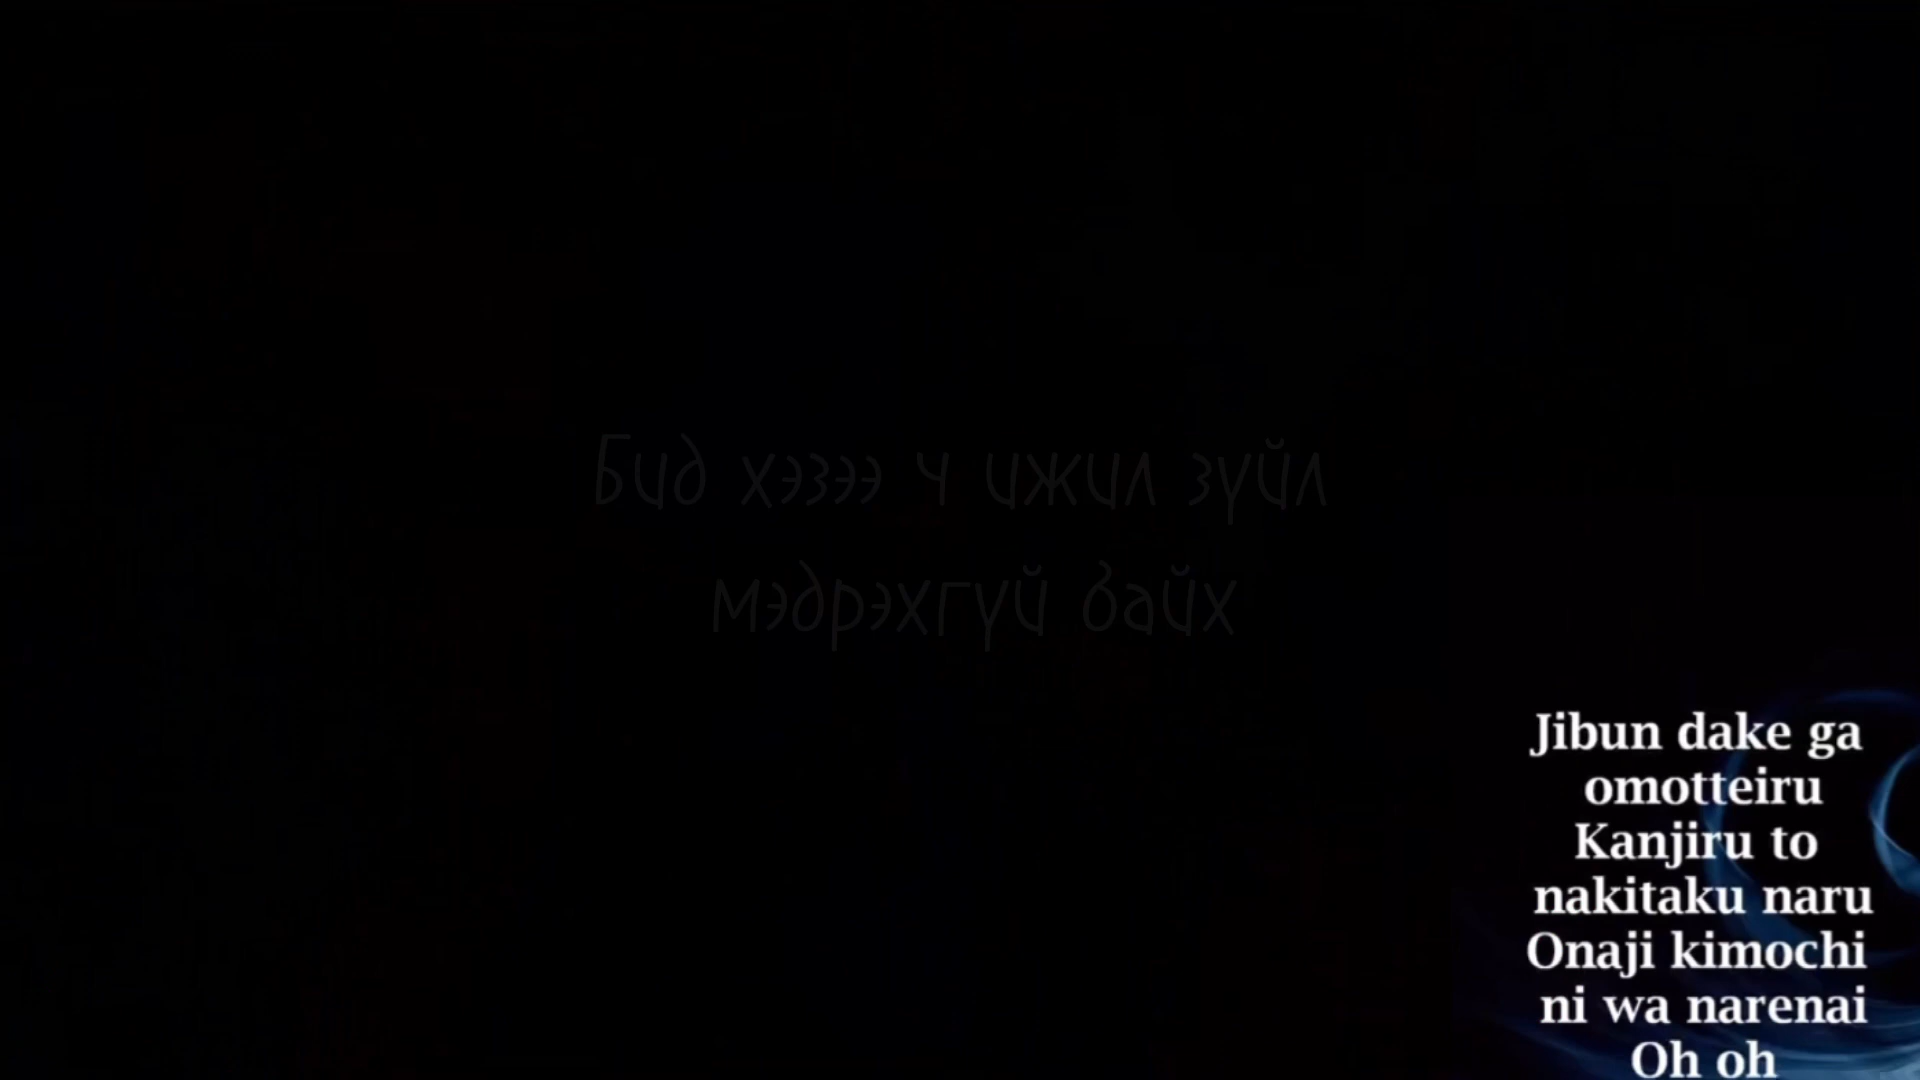 Бид хэзээ ч ижил зүйл
мэдрэхгүй байх
Jibun dake ga
omotteiru
Kanjiru to
nakitaku naru
Onaji kimochi
ni wa narenai
Oh oh